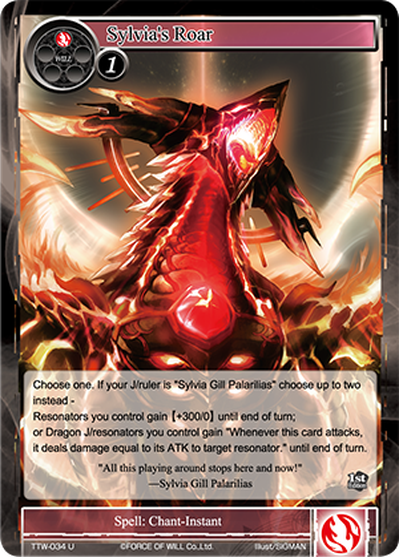 Sylvia's Roar
WILL
1
Choose one. If your J/ruler is "Sylvia Gill Palarilias" choose up to two
instead -
Resonators you control gain 【+300/0】 until end of turn;
or Dragon J/resonators you control gain "Whenever this card attacks,
it deals damage equal to its ATK to target resonator." until end of turn.
"All this playing around stops here and now!"
—Sylvia Gill Palarilias
1st
Edition
Spell: Chant-Instant
TTW-034 U ©FORCE OF WILL Co.,Ltd. Illust/SIGMAN